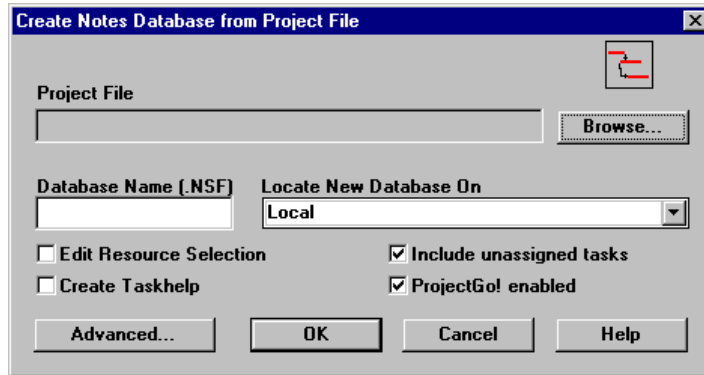 Create Notes Database from Project File
Project File
Browse...
Database Name (.NSF) Locate New Database On
Local
Edit Resource Selection Include unassigned tasks
Create Taskhelp ProjectGo! enabled
Advanced... OK Cancel Help